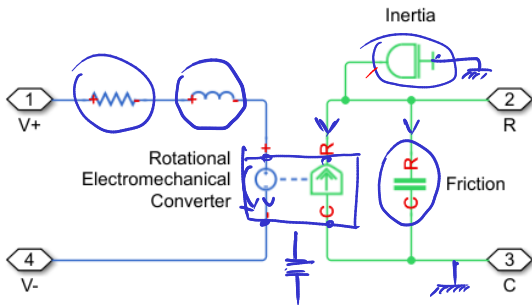 Inertia
1
V+
+
-
+
-
2
R
+
R
Rotational
Electromechanical
Converter
-
C
R
C
Friction
4
V-
3
C